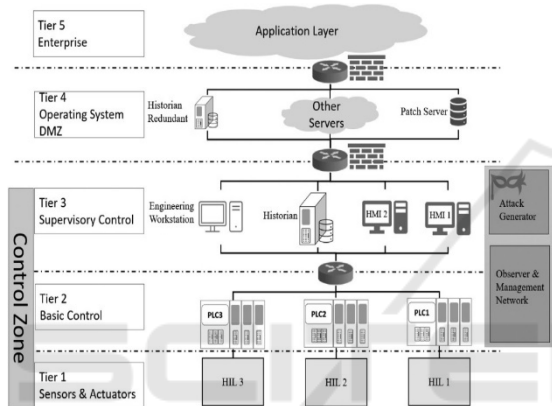 Tier 5
Enterprise
Application Layer
Tier 4
Operating System
DMZ
Historian
Redundant
Other
Servers
Patch Server
Control Zone
Tier 3
Supervisory Control
Engineering
Workstation
Historian
HMI 2
HMI 1
Attack
Generator
Observer &
Management
Network
Tier 2
Basic Control
PLC3
PLC2
PLC1
Tier 1
Sensors & Actuators
HIL 3
HIL 2
HIL 1